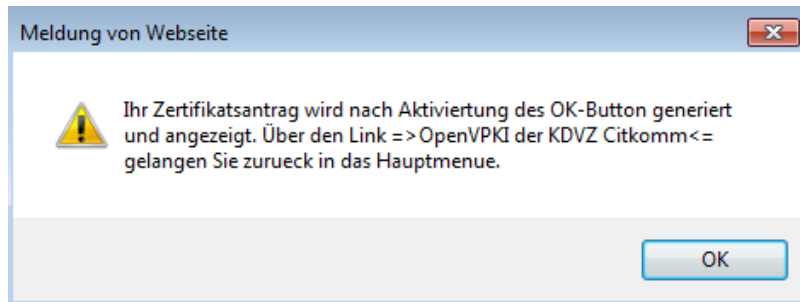 Meldung von Webseite
Ihr Zertifikatsantrag wird nach Aktiviertung des OK-Button generiert
und angezeigt. Über den Link =>OpenVPKI der KDVZ Citkomm<=
gelangen Sie zurueck in das Hauptmenue.
OK